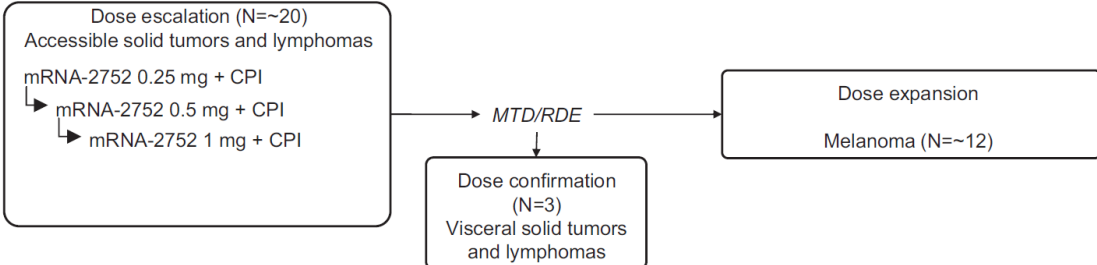 Dose escalation (N=~20)
Accessible solid tumors and lymphomas
mRNA-2752 0.25 mg + CPI
mRNA-2752 0.5 mg + CPI
mRNA-2752 1 mg + CPI
MTD/RDE
Dose confirmation
(N=3)
Visceral solid tumors
and lymphomas
Dose expansion
Melanoma (N=~12)